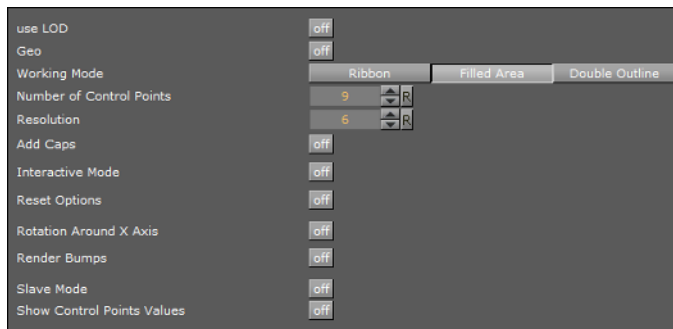 use LOD off
Geo off
Working Mode Ribbon Filled Area Double Outline
Number of Control Points 9 R
Resolution 6 R
Add Caps off
Interactive Mode off
Reset Options off
Rotation Around X Axis off
Render Bumps off
Slave Mode off
Show Control Points Values off